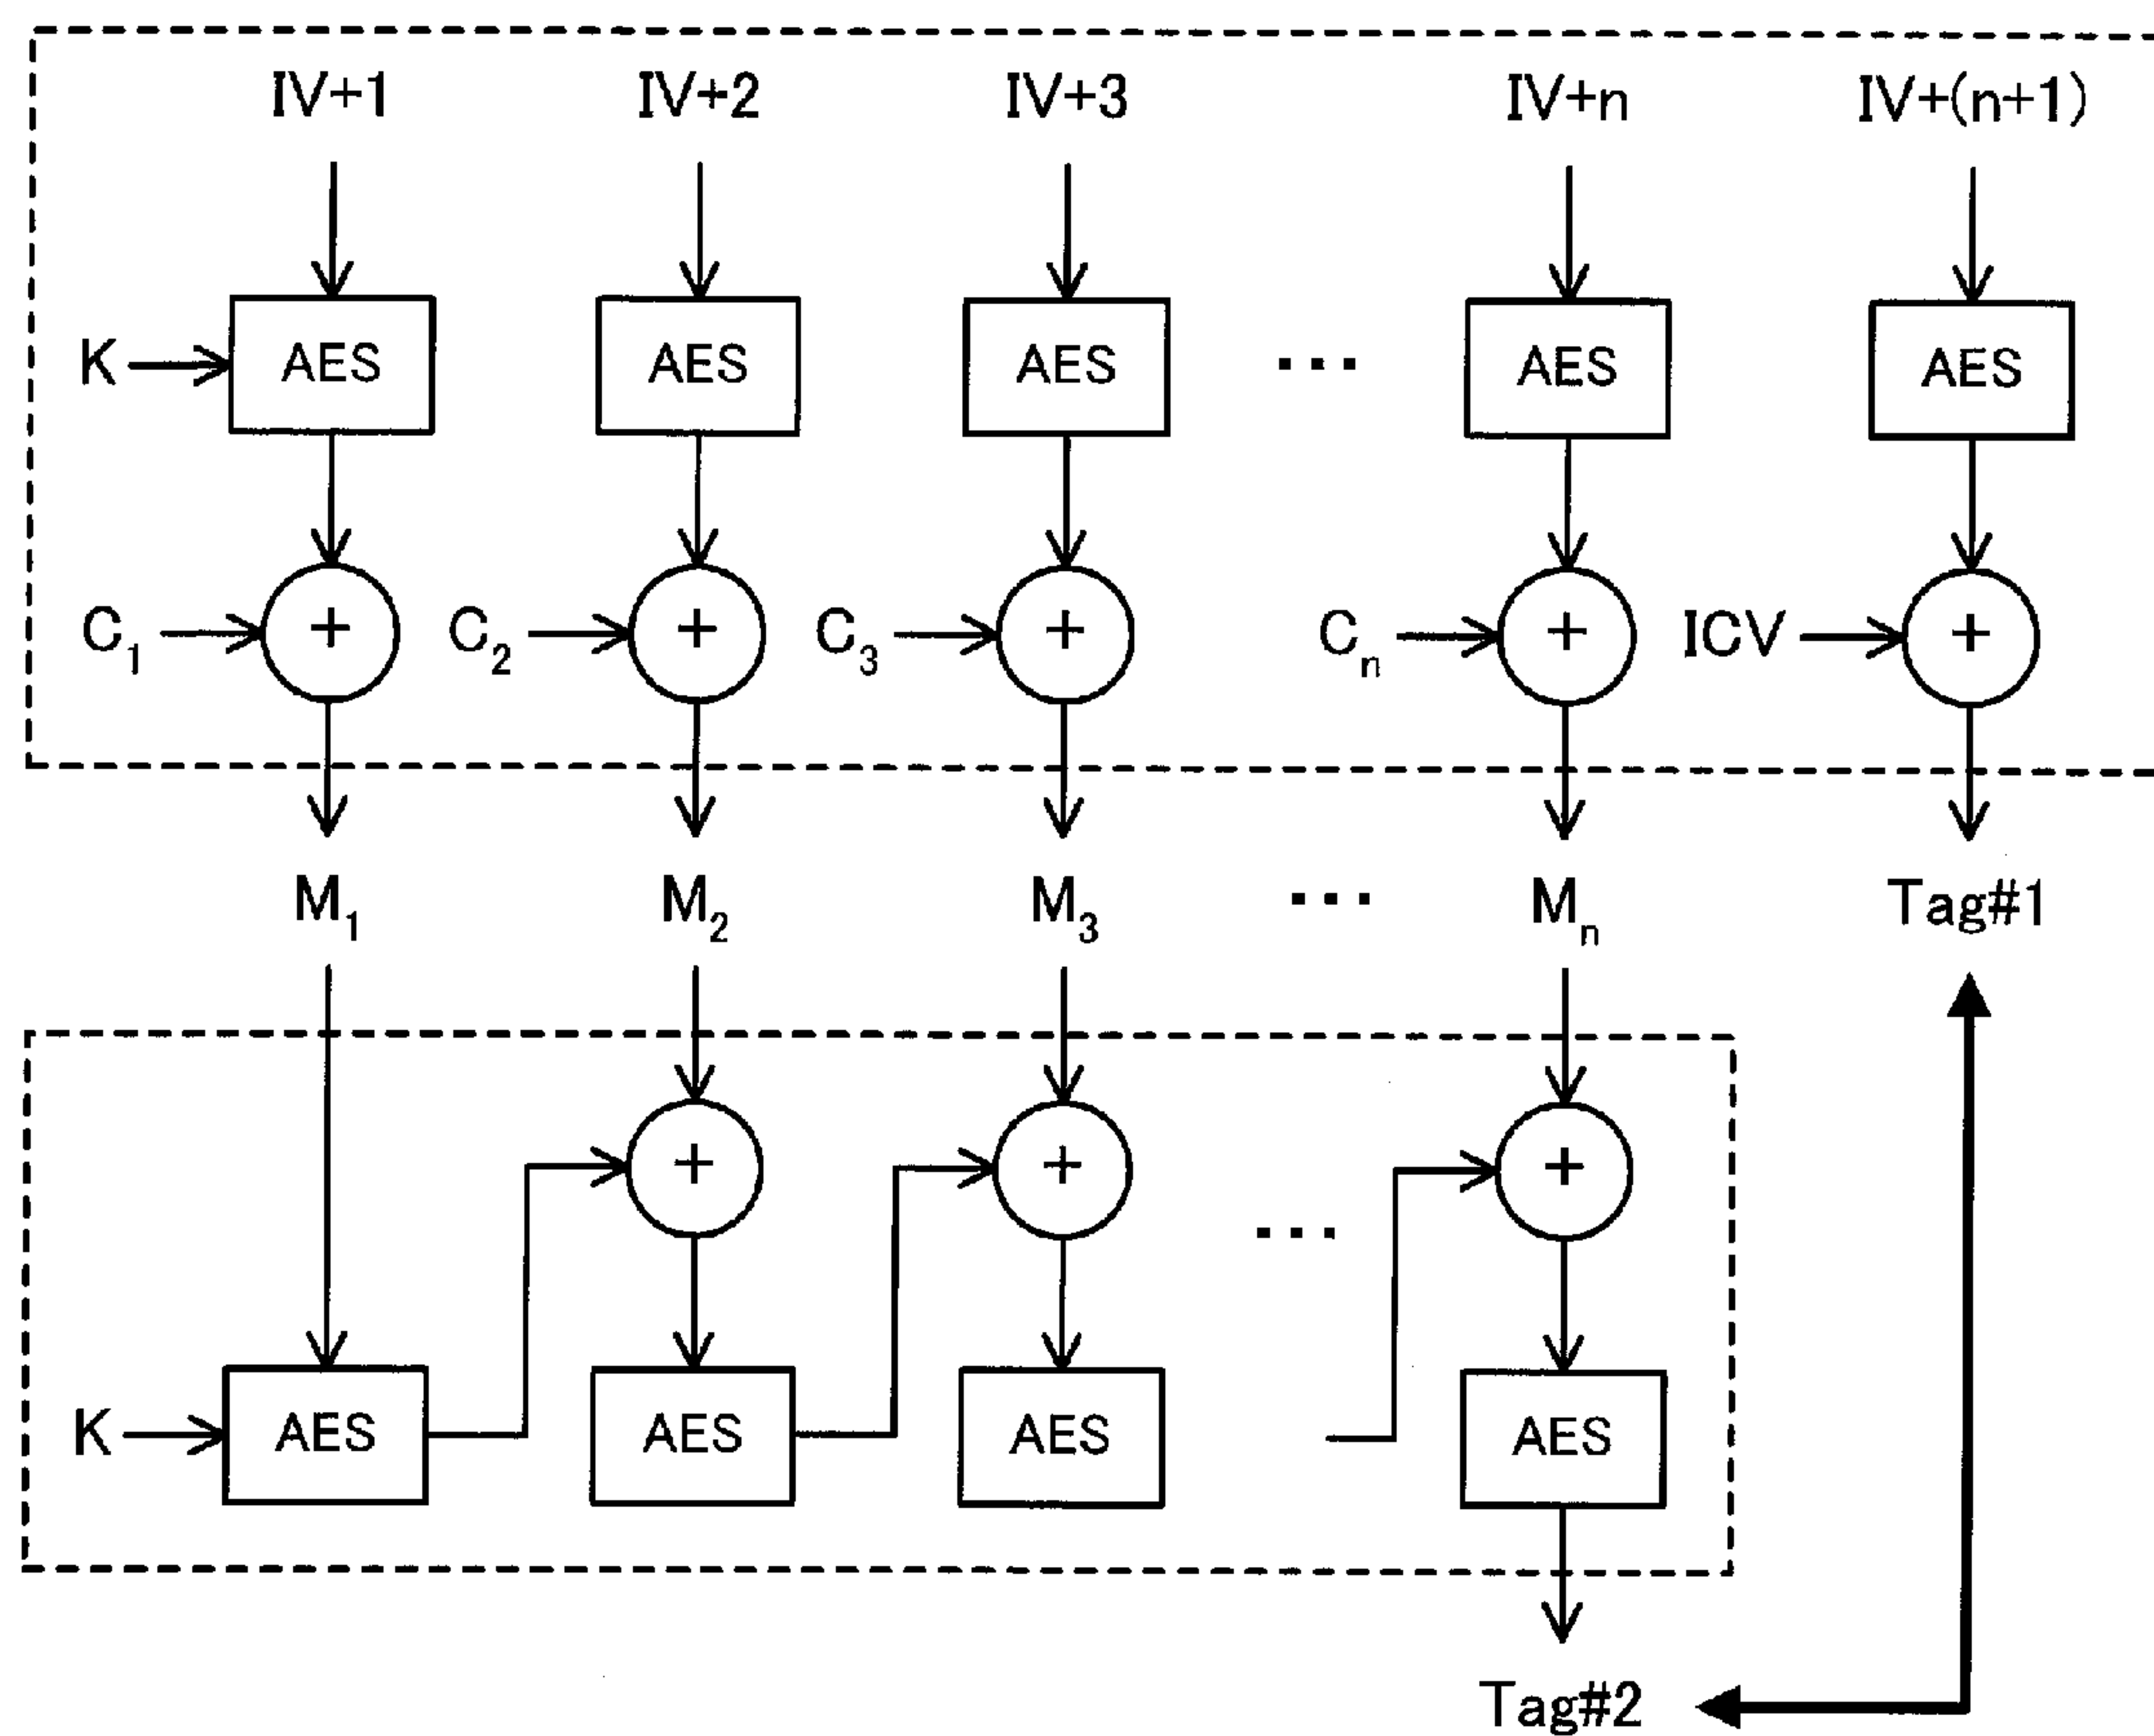 IV+1 IV+2 IV+3 IV+n IV+(n+1)
K AES AES AES ... AES AES
C1 + C2 + C3 + Cn + ICV +
M1 M2 M3 ... Mn Tag#1
+ + ... +
K AES AES AES AES
Tag#2